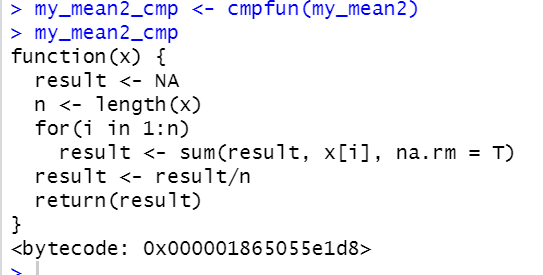 > my_mean2_cmp <- cmpfun(my_mean2)
> my_mean2_cmp
function(x) {
  result <- NA
  n <- length(x)
  for(i in 1:n)
    result <- sum(result, x[i], na.rm = T)
  result <- result/n
  return(result)
}
<bytecode: 0x000001865055e1d8>
>